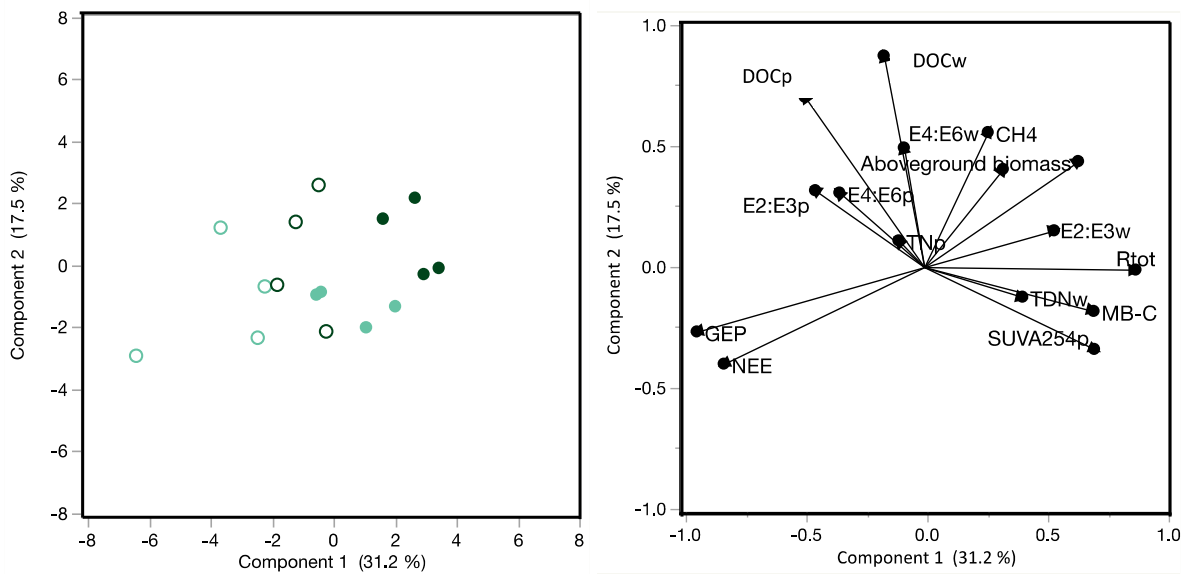 8
6
4
2
0
-2
-4
-6
-8
Component 2 (17.5 %)
-8
-6
-4
-2
0
2
4
6
8
Component 1 (31.2 %)
1.0
0.5
0.0
-0.5
-1.0
Component 2 (17.5 %)
DOCw
DOCp
E4:E6w
CH4
Aboveground biomass
E4:E6p
E2:E3p
TNp
E2:E3w
Rtot
TDNw
MB-C
SUVA254p
GEP
NEE
-1.0
-0.5
0.0
0.5
1.0
Component 1 (31.2 %)